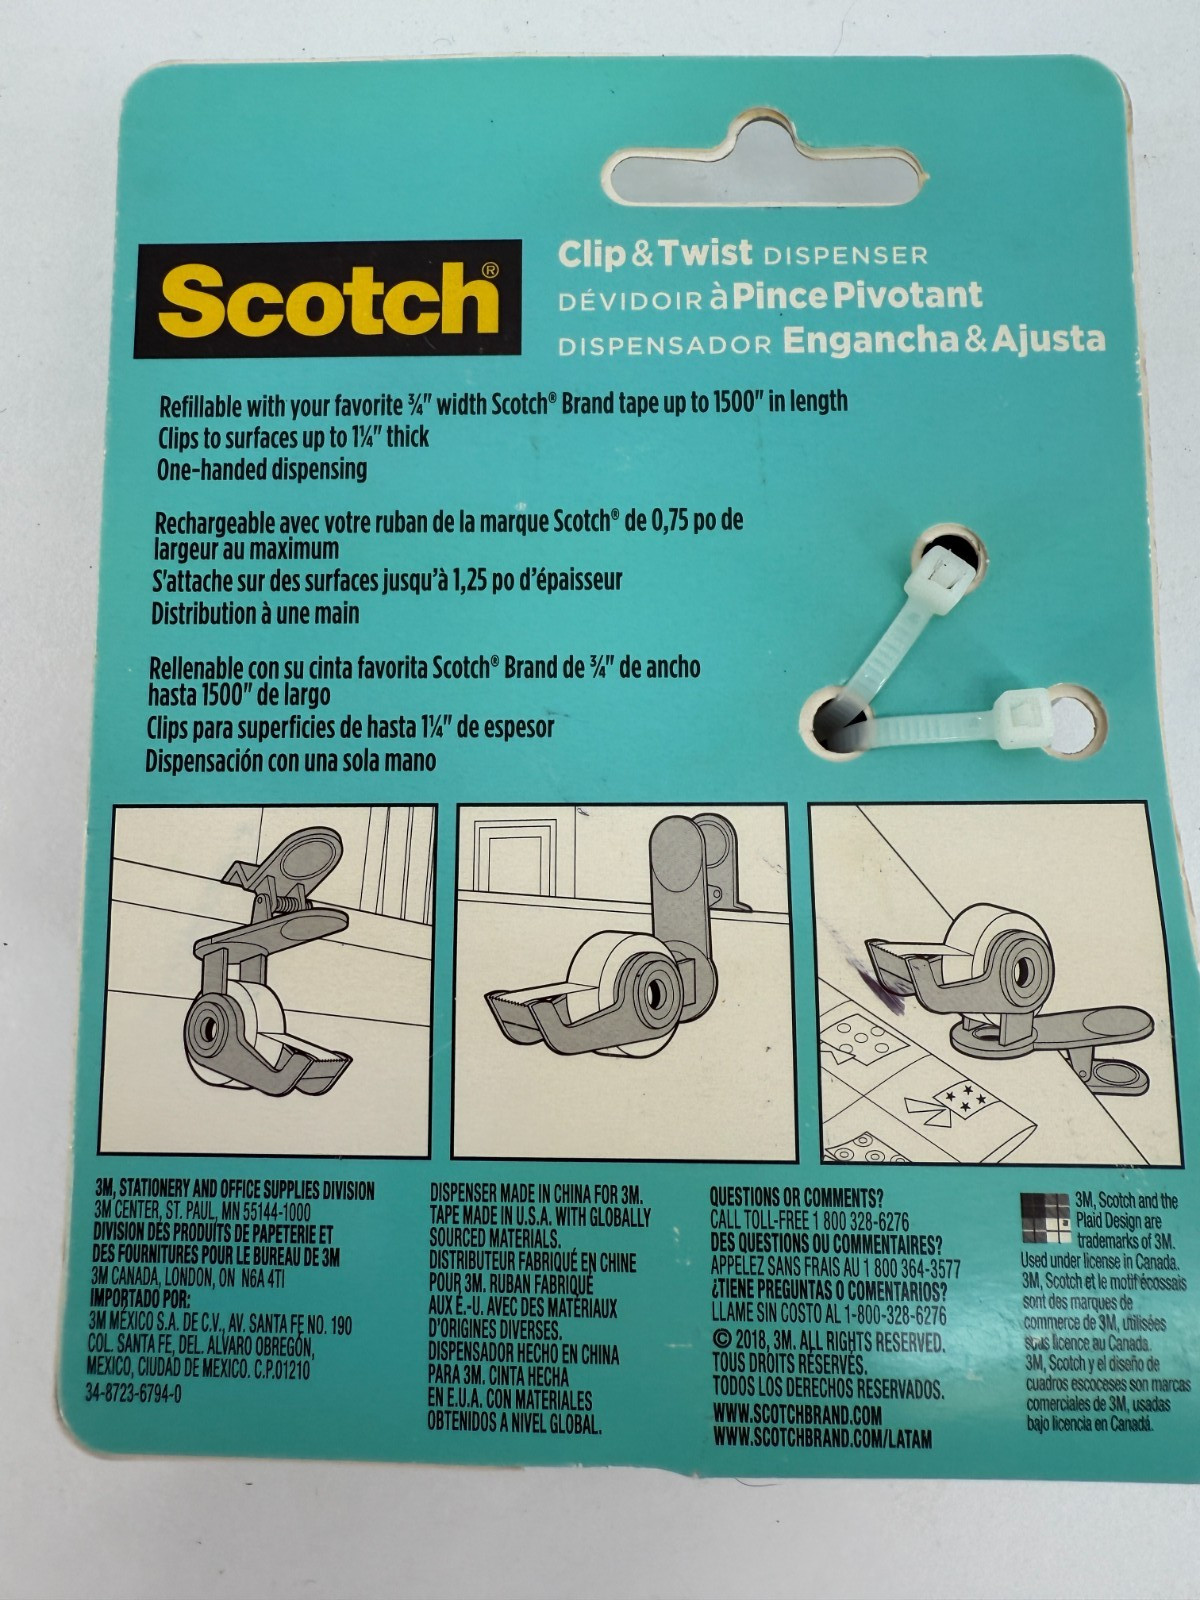 Scotch®
Clip & Twist DISPENSER
DÉVIDOIR à Pince Pivotant
DISPENSADOR Engancha & Ajusta
Refillable with your favorite ¾" width Scotch® Brand tape up to 1500" in length
Clips to surfaces up to 1¼" thick
One-handed dispensing
Rechargeable avec votre ruban de la marque Scotch® de 0,75 po de
largeur au maximum
S'attache sur des surfaces jusqu'à 1,25 po d'épaisseur
Distribution à une main
Rellenable con su cinta favorita Scotch® Brand de ¾" de ancho
hasta 1500" de largo
Clips para superficies de hasta 1¼" de espesor
Dispensación con una sola mano
3M, STATIONERY AND OFFICE SUPPLIES DIVISION
3M CENTER, ST. PAUL, MN 55144-1000
DIVISION DES PRODUITS DE PAPETERIE ET
DES FOURNITURES POUR LE BUREAU DE 3M
3M CANADA, LONDON, ON N6A 4T1
IMPORTADO POR:
3M MÉXICO S.A. DE C.V., AV. SANTA FE NO. 190
COL. SANTA FE, DEL. ALVARO OBREGÓN,
MEXICO, CIUDAD DE MEXICO. C.P.01210
34-8723-6794-0
DISPENSER MADE IN CHINA FOR 3M.
TAPE MADE IN U.S.A. WITH GLOBALLY
SOURCED MATERIALS.
DISTRIBUTEUR FABRIQUÉ EN CHINE
POUR 3M. RUBAN FABRIQUÉ
AUX É.-U. AVEC DES MATÉRIAUX
D'ORIGINES DIVERSES.
DISPENSADOR HECHO EN CHINA
PARA 3M. CINTA HECHA
EN E.U.A. CON MATERIALES
OBTENIDOS A NIVEL GLOBAL.
QUESTIONS OR COMMENTS?
CALL TOLL-FREE 1 800 328-6276
DES QUESTIONS OU COMMENTAIRES?
APPELEZ SANS FRAIS AU 1 800 364-3577
¿TIENE PREGUNTAS O COMENTARIOS?
LLAME SIN COSTO AL 1-800-328-6276
© 2018, 3M. ALL RIGHTS RESERVED.
TOUS DROITS RÉSERVÉS.
TODOS LOS DERECHOS RESERVADOS.
WWW.SCOTCHBRAND.COM
WWW.SCOTCHBRAND.COM/LATAM
3M, Scotch and the
Plaid Design are
trademarks of 3M.
Used under license in Canada.
3M, Scotch et le motif écossais
sont des marques de
commerce de 3M, utilisées
sous licence au Canada.
3M, Scotch y el diseño de
cuadros escoceses son marcas
comerciales de 3M, usadas
bajo licencia en Canadá.